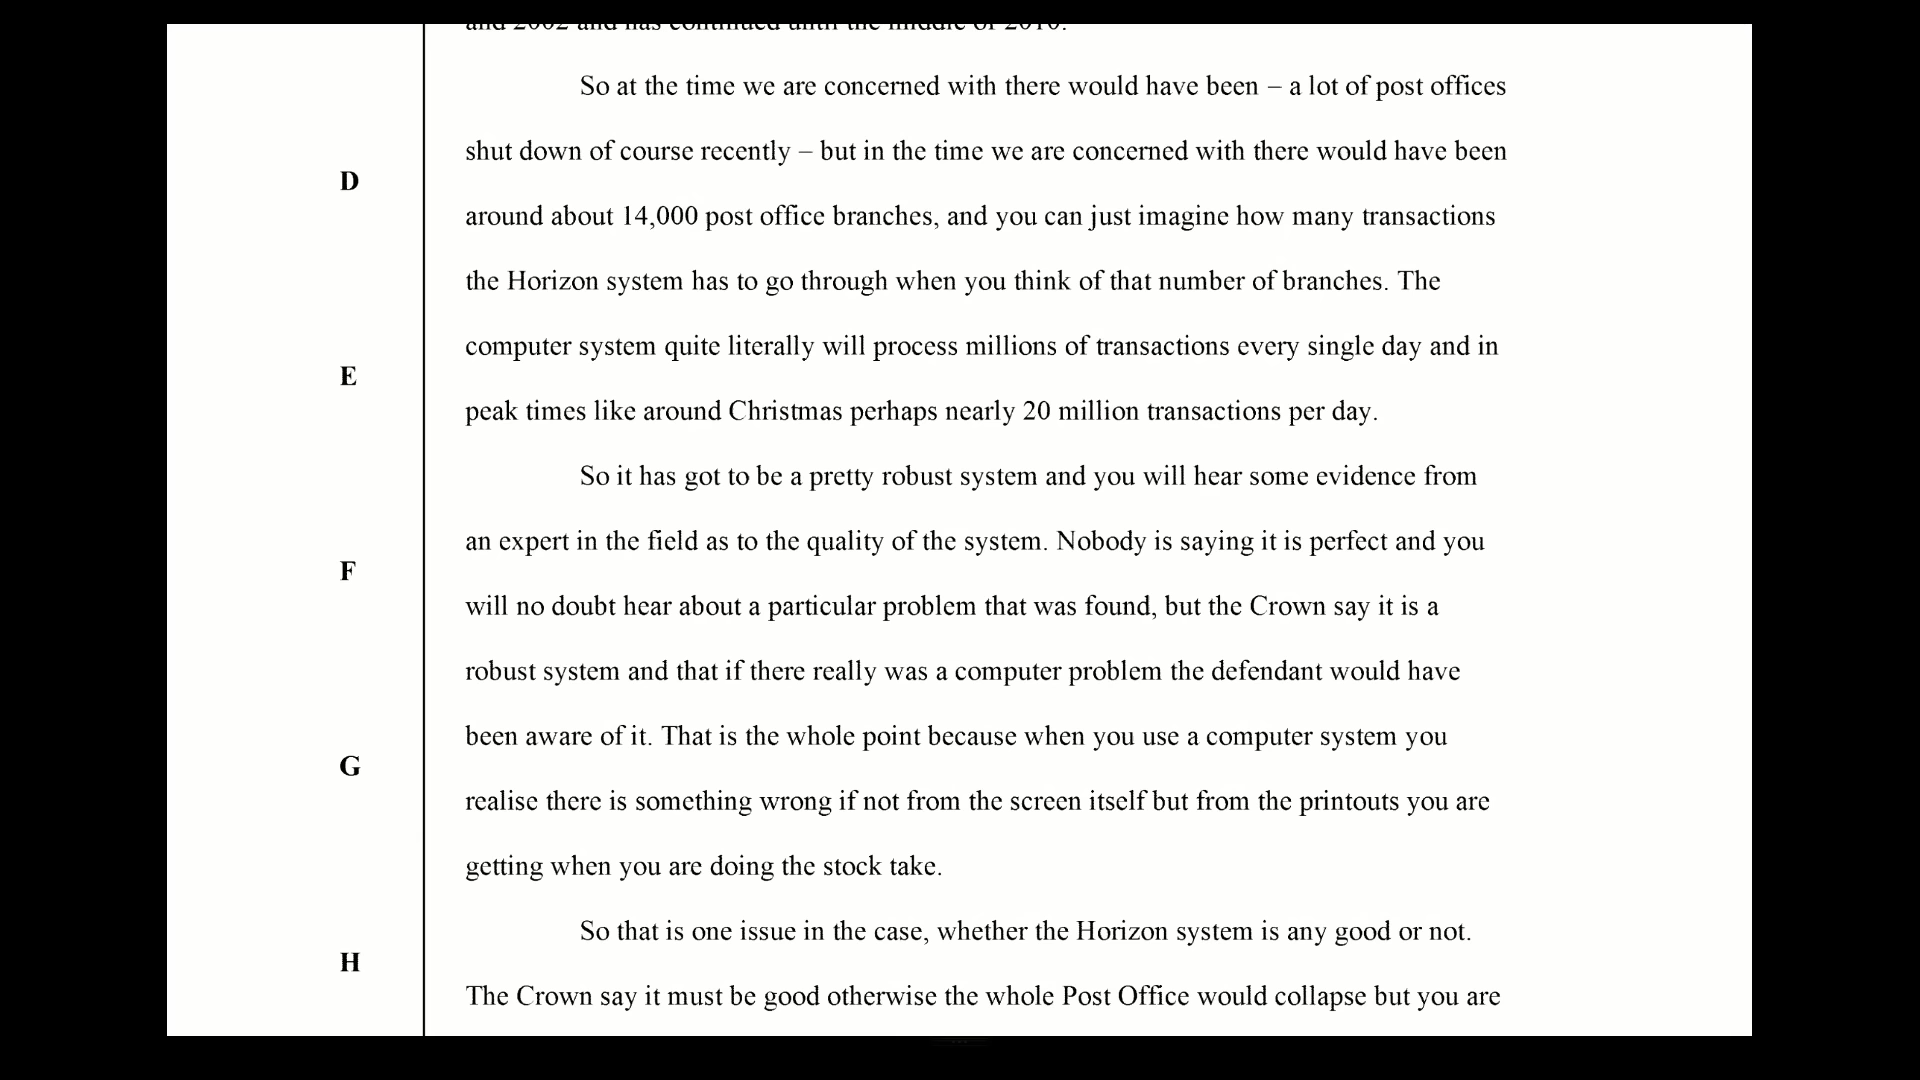 and 2002 and has continued until the middle of 2010.
So at the time we are concerned with there would have been – a lot of post offices
shut down of course recently – but in the time we are concerned with there would have been
D
around about 14,000 post office branches, and you can just imagine how many transactions
the Horizon system has to go through when you think of that number of branches. The
computer system quite literally will process millions of transactions every single day and in
E
peak times like around Christmas perhaps nearly 20 million transactions per day.
So it has got to be a pretty robust system and you will hear some evidence from
an expert in the field as to the quality of the system. Nobody is saying it is perfect and you
F
will no doubt hear about a particular problem that was found, but the Crown say it is a
robust system and that if there really was a computer problem the defendant would have
been aware of it. That is the whole point because when you use a computer system you
G
realise there is something wrong if not from the screen itself but from the printouts you are
getting when you are doing the stock take.
So that is one issue in the case, whether the Horizon system is any good or not.
H
The Crown say it must be good otherwise the whole Post Office would collapse but you are